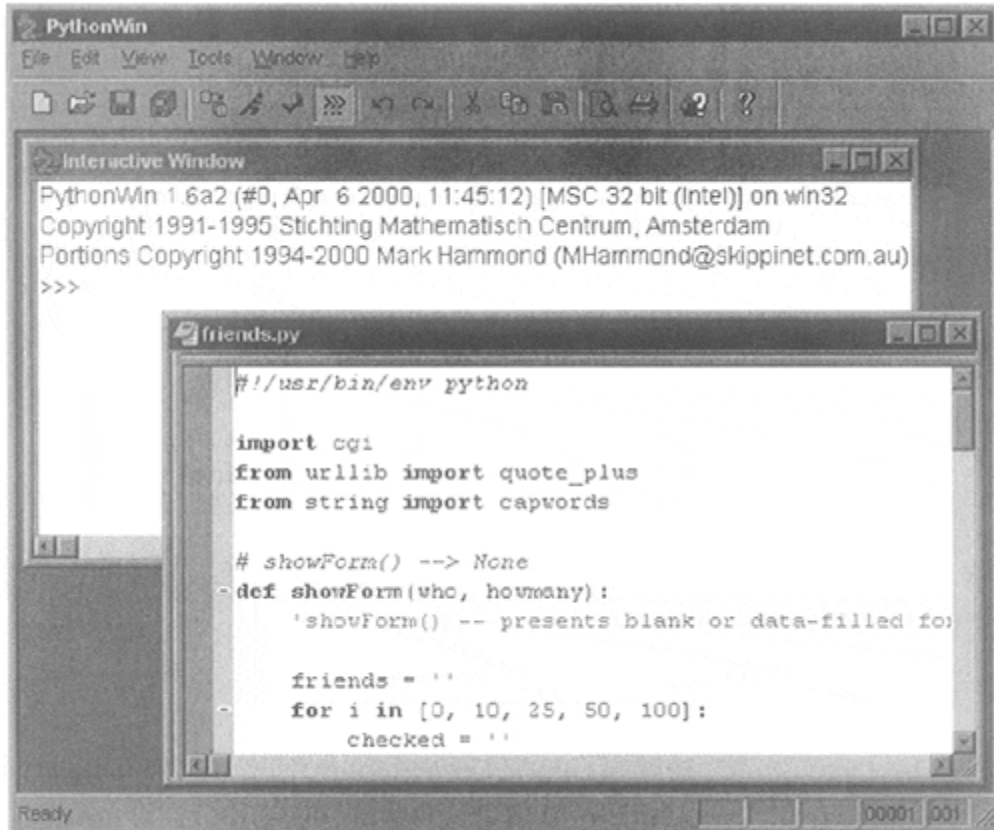 PythonWin
File Edit View Tools Window Help
Interactive Window
PythonWin 1.6a2 (#0, Apr 6 2000, 11:45:12) [MSC 32 bit (Intel)] on win32
Copyright 1991-1995 Stichting Mathematisch Centrum, Amsterdam
Portions Copyright 1994-2000 Mark Hammond (MHammond@skippinet.com.au)
>>>
friends.py
#!/usr/bin/env python
import cgi
from urllib import quote_plus
from string import capwords
# showForm() --> None
def showForm(who, howmany):
'showForm() -- presents blank or data-filled for
friends = ''
for i in [0, 10, 25, 50, 100]:
checked = ''
Ready
00001 001